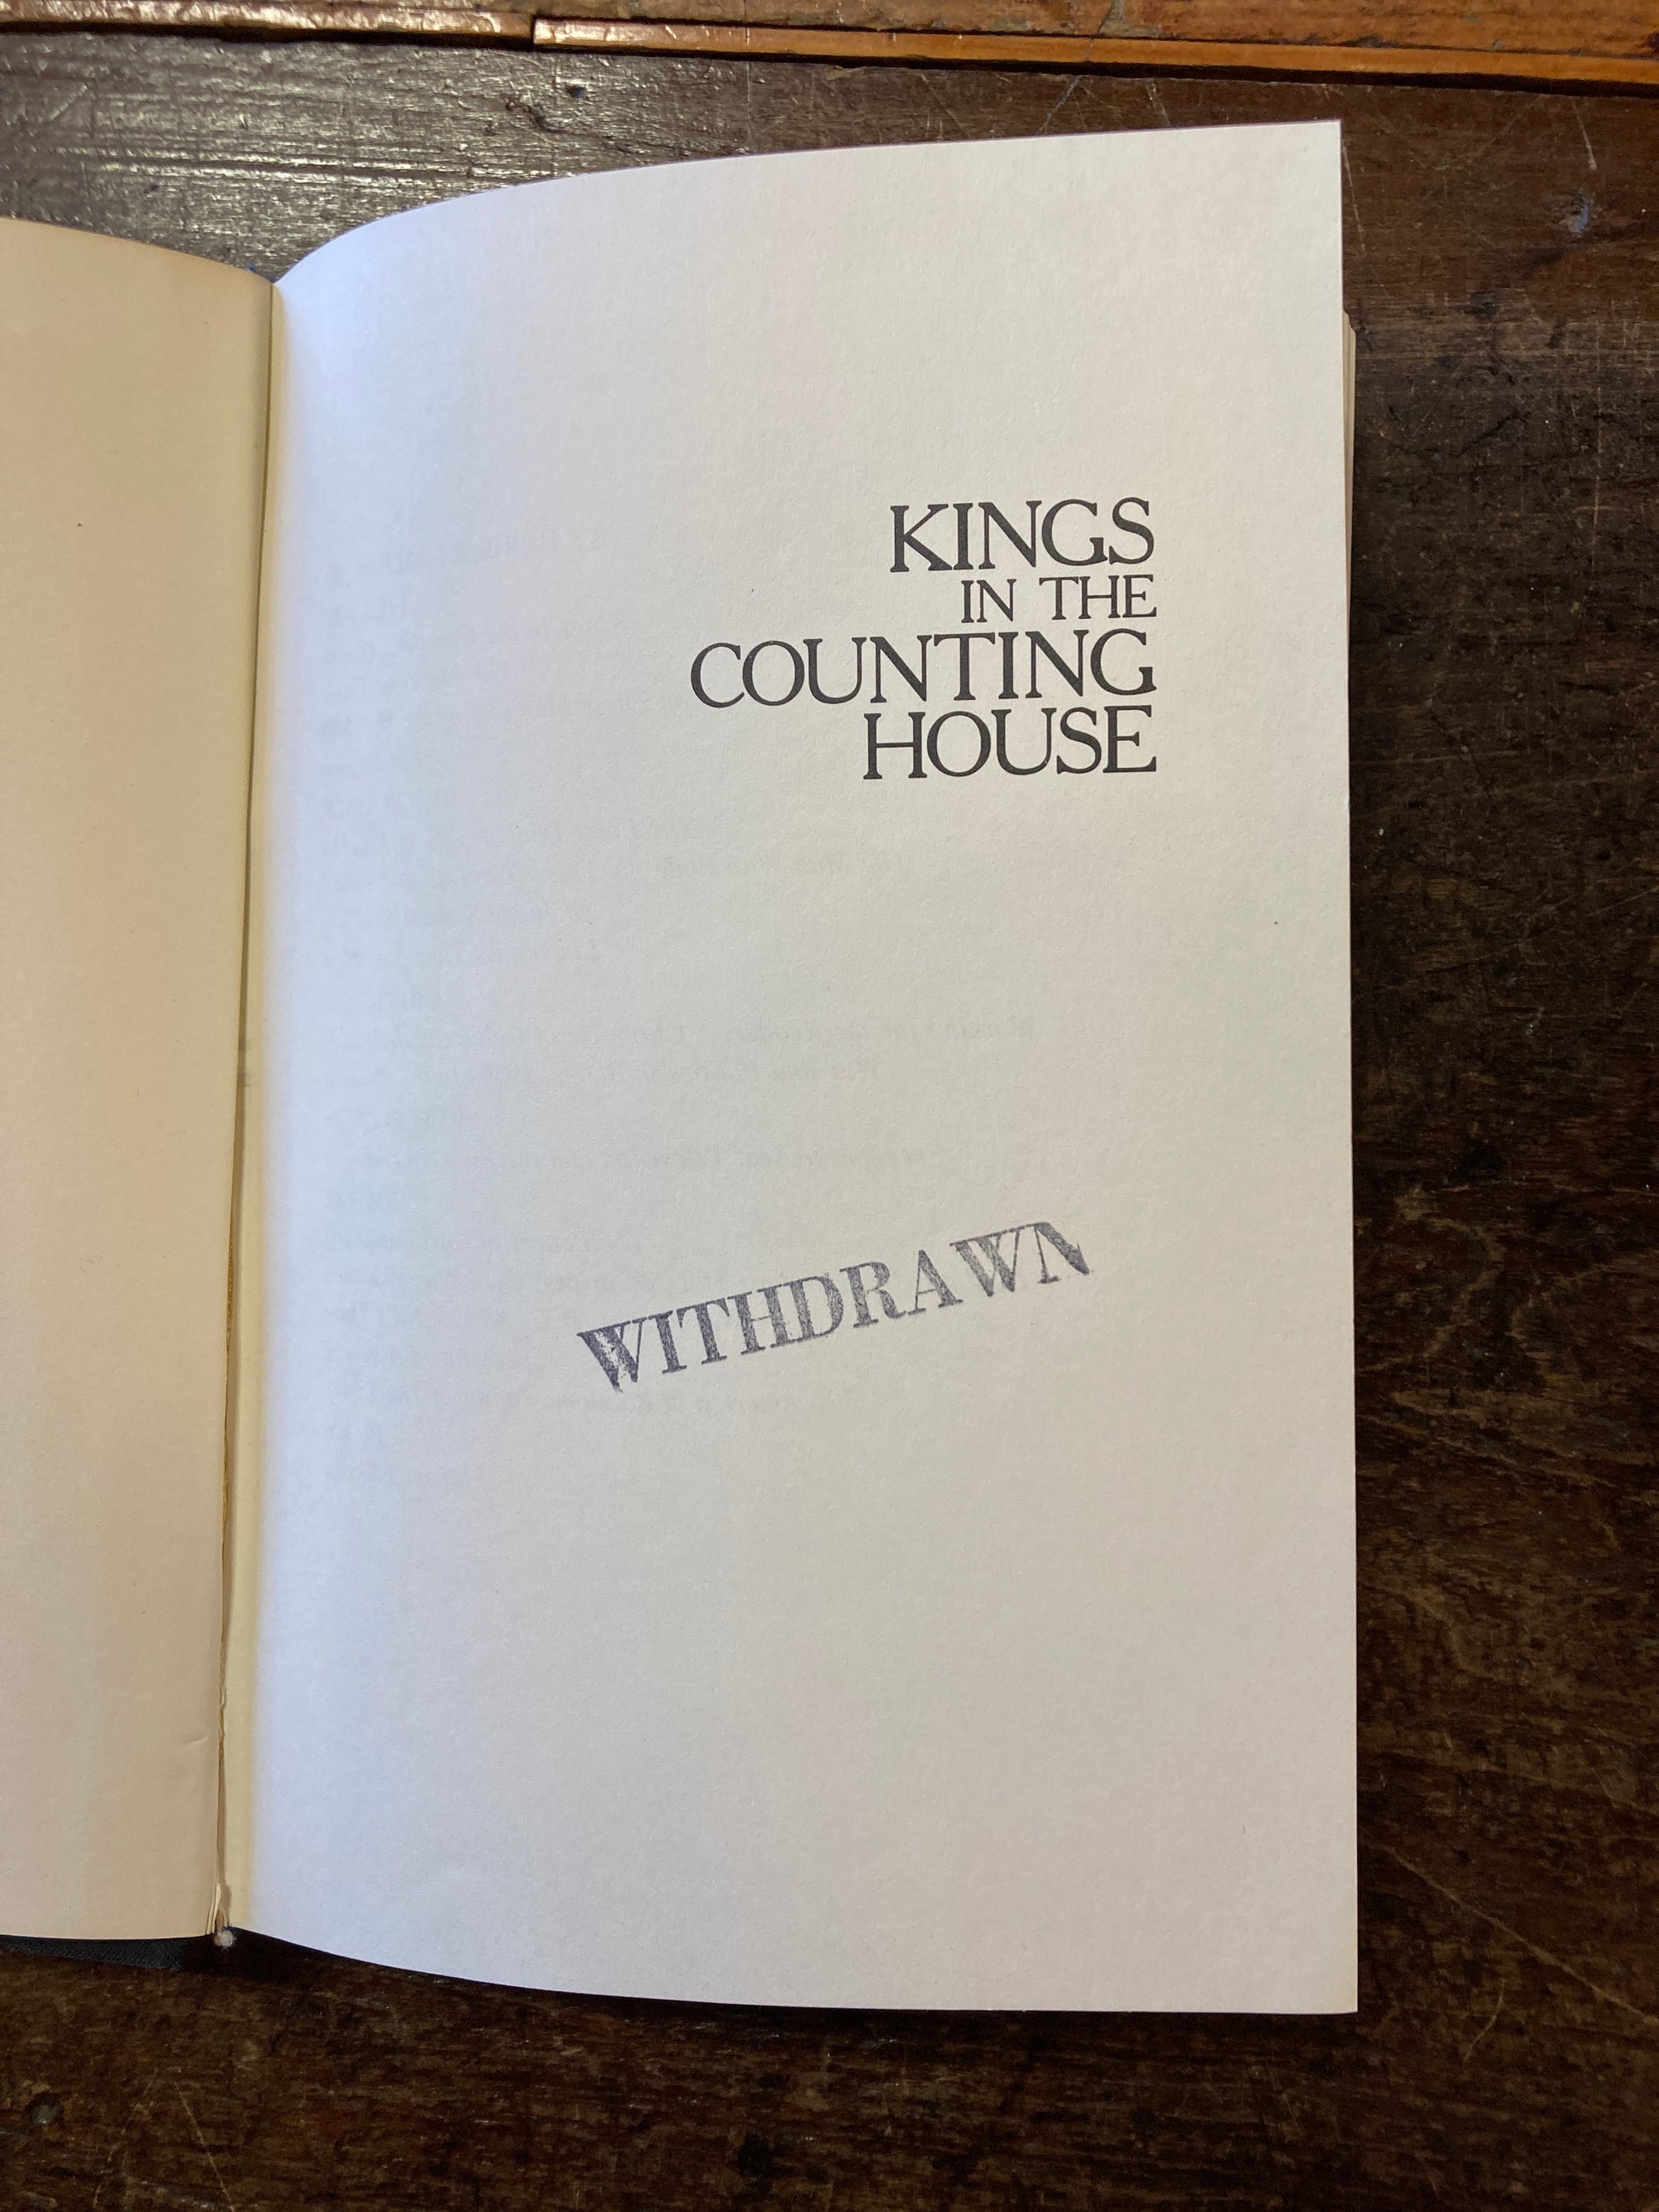 KINGS
IN THE
COUNTING
HOUSE
WITHDRAWN